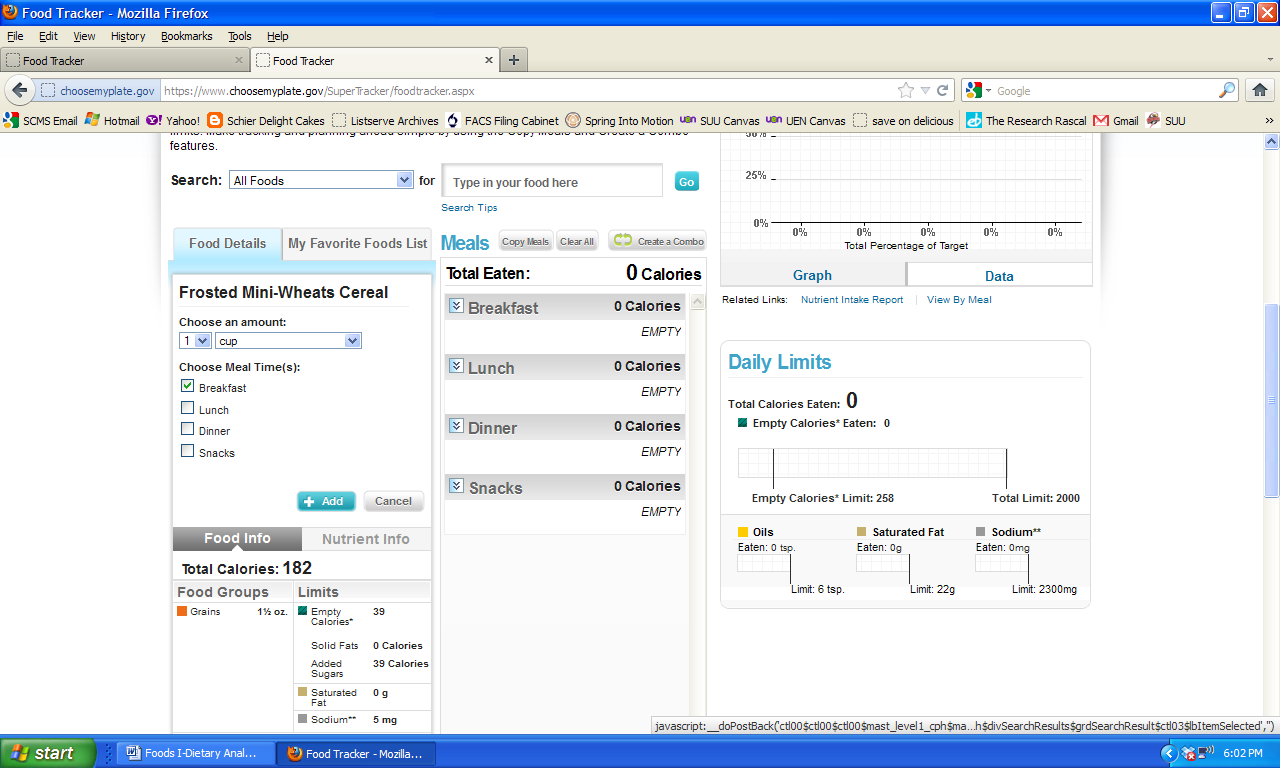 Food Tracker - Mozilla Firefox
File Edit View History Bookmarks Tools Help
Food Tracker
Food Tracker
choosemyplate.gov https://www.choosemyplate.gov/SuperTracker/foodtracker.aspx
Google
SCMS Email Hotmail Yahoo! Schier Delight Cakes Listserve Archives FACS Filing Cabinet Spring Into Motion SUU Canvas UEN Canvas save on delicious The Research Rascal Gmail SUU »
features.
Search: All Foods for Type in your food here Go
Search Tips
Food Details
My Favorite Foods List
Frosted Mini-Wheats Cereal
Choose an amount:
1 cup
Choose Meal Time(s):
Breakfast
Lunch
Dinner
Snacks
Add Cancel
Food Info Nutrient Info
Total Calories: 182
Food Groups Limits
Grains 1½ oz.
Empty Calories* 39
Solid Fats 0 Calories
Added Sugars 39 Calories
Saturated Fat 0 g
Sodium** 5 mg
Meals Copy Meals Clear All Create a Combo
Total Eaten: 0 Calories
Breakfast 0 Calories
EMPTY
Lunch 0 Calories
EMPTY
Dinner 0 Calories
EMPTY
Snacks 0 Calories
EMPTY
25%
0%
0% 0% 0% 0% 0%
Total Percentage of Target
Graph Data
Related Links: Nutrient Intake Report View By Meal
Daily Limits
Total Calories Eaten: 0
Empty Calories* Eaten: 0
Empty Calories* Limit: 258 Total Limit: 2000
Oils Saturated Fat Sodium**
Eaten: 0 tsp. Eaten: 0g Eaten: 0mg
Limit: 6 tsp. Limit: 22g Limit: 2300mg
javascript:__doPostBack('ctl00$ctl00$ctl00$mast_level1_cph$ma...h$divSearchResults$grdSearchResult$ctl03$lbItemSelected','')
start Foods I-Dietary Anal... Food Tracker - Mozilla... 6:02 PM